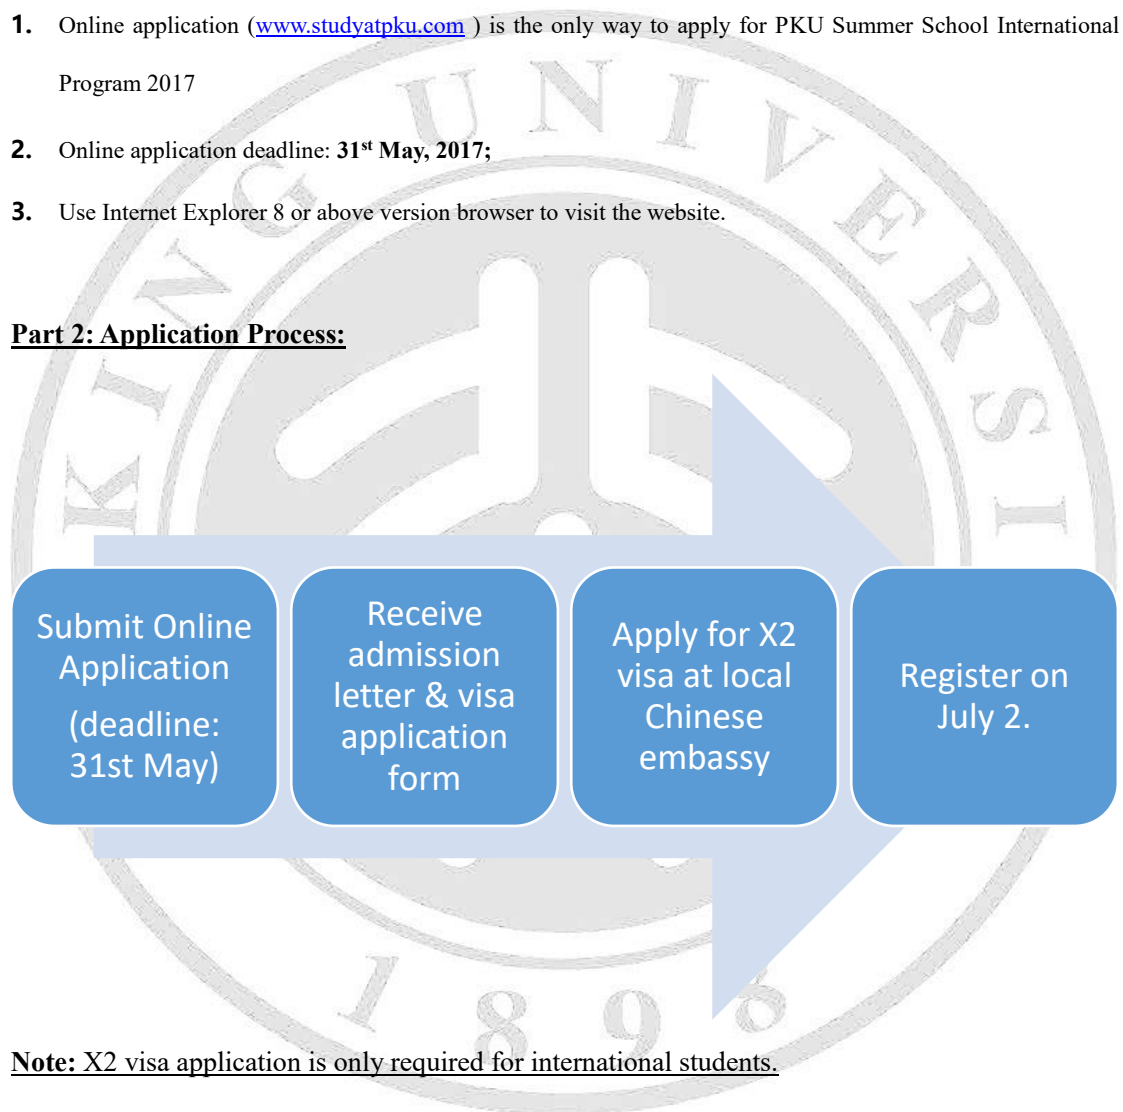 1. Online application (www.studyatpku.com ) is the only way to apply for PKU Summer School International
Program 2017
2. Online application deadline: 31st May, 2017;
3. Use Internet Explorer 8 or above version browser to visit the website.
Part 2: Application Process:
Submit Online
Application
(deadline:
31st May)
Receive
admission
letter & visa
application
form
Apply for X2
visa at local
Chinese
embassy
Register on
July 2.
Note: X2 visa application is only required for international students.
KING UNIVERSI
1898